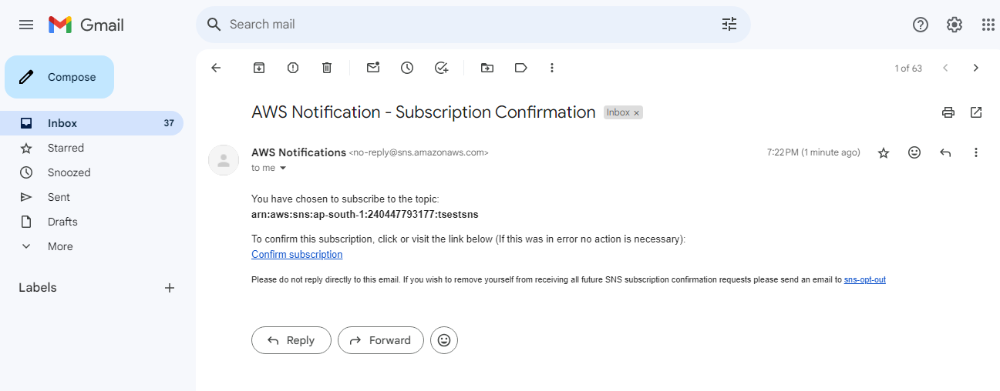 Gmail
Search mail
Compose
1 of 63
AWS Notification - Subscription Confirmation Inbox ×
Inbox 37
Starred
Snoozed
Sent
Drafts
More
Labels
AWS Notifications <no-reply@sns.amazonaws.com> 7:22 PM (1 minute ago)
to me
You have chosen to subscribe to the topic:
arn:aws:sns:ap-south-1:240447793177:tsestsns
To confirm this subscription, click or visit the link below (If this was in error no action is necessary):
Confirm subscription
Please do not reply directly to this email. If you wish to remove yourself from receiving all future SNS subscription confirmation requests please send an email to sns-opt-out
Reply Forward